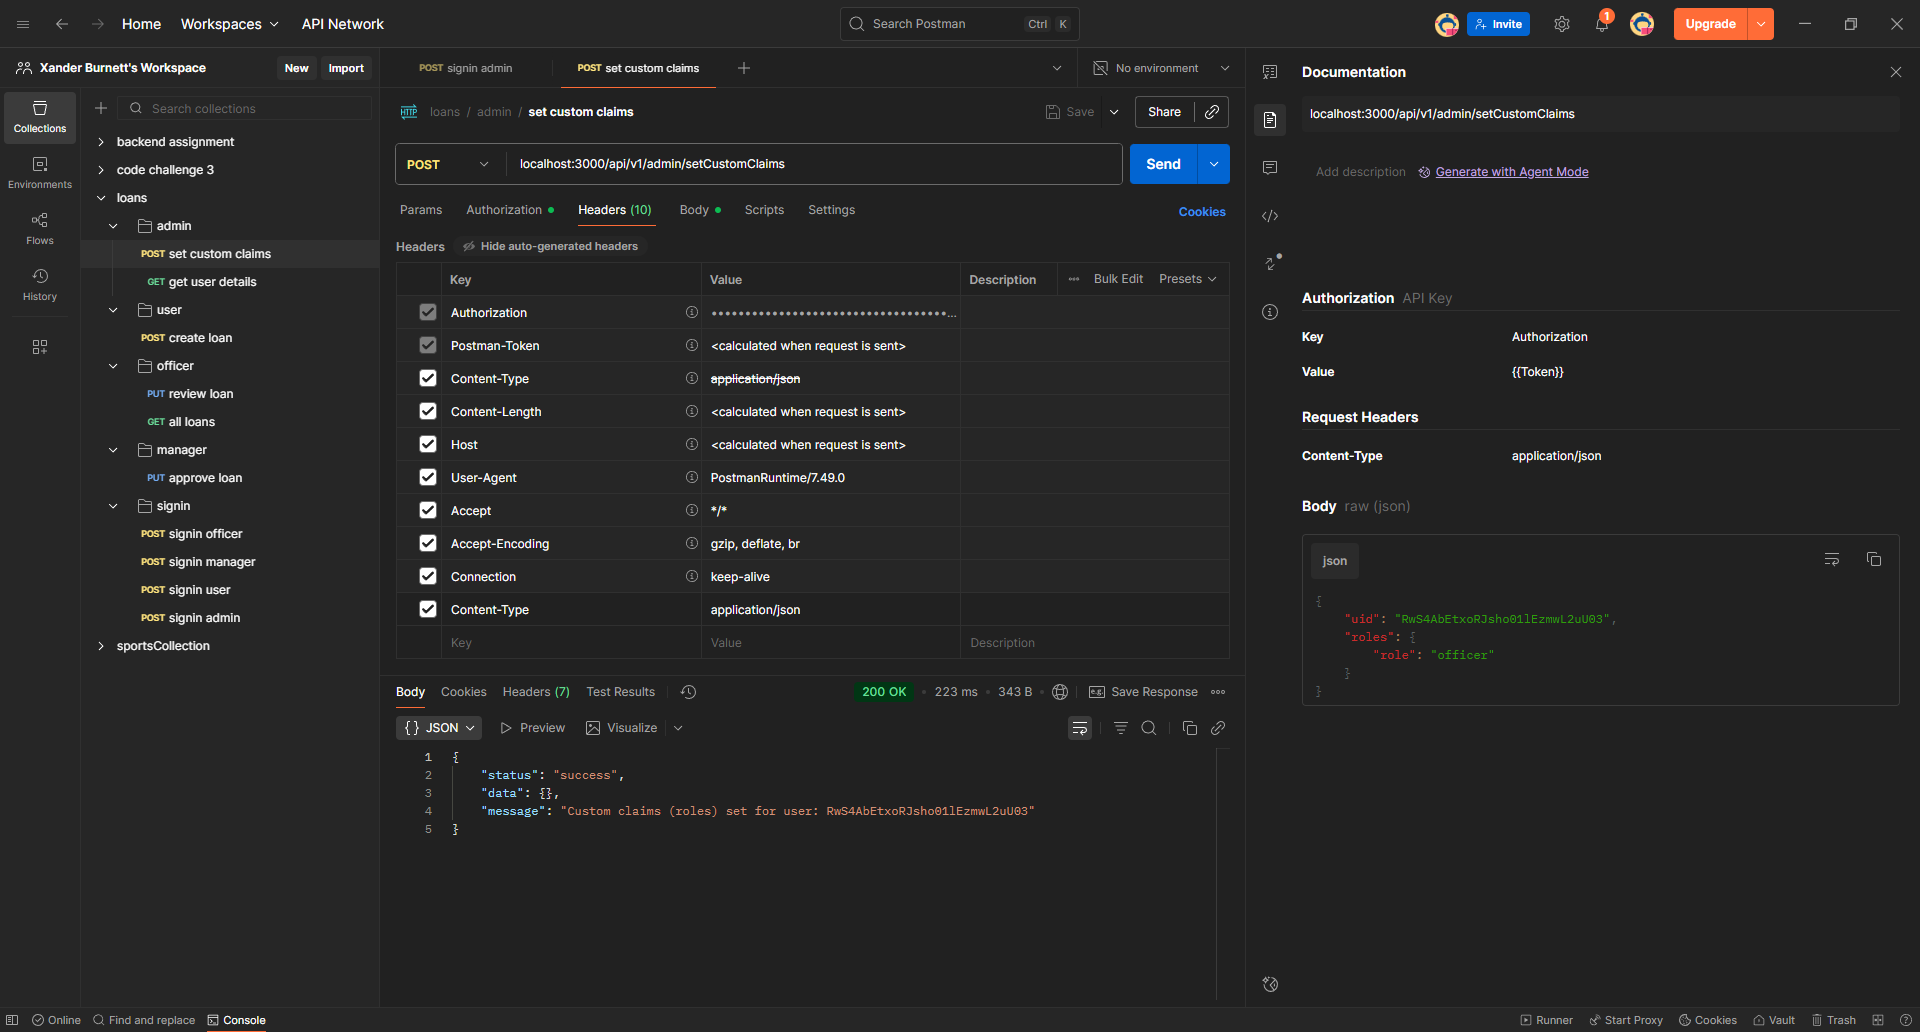 Home
Workspaces
API Network
Search Postman
Ctrl
K
Invite
1
Upgrade
Xander Burnett's Workspace
New
Import
POST signin admin
POST set custom claims
No environment
Collections
Environments
Flows
History
Search collections
backend assignment
code challenge 3
loans
admin
POST set custom claims
GET get user details
user
POST create loan
officer
PUT review loan
GET all loans
manager
PUT approve loan
signin
POST signin officer
POST signin manager
POST signin user
POST signin admin
sportsCollection
HTTP
loans / admin / set custom claims
Save
Share
POST
localhost:3000/api/v1/admin/setCustomClaims
Send
Params
Authorization
Headers (10)
Body
Scripts
Settings
Cookies
Headers
Hide auto-generated headers
Key
Value
Description
Bulk Edit
Presets
Authorization
••••••••••••••••••••••••••••••••••••...
Postman-Token
<calculated when request is sent>
Content-Type
application/json
Content-Length
<calculated when request is sent>
Host
<calculated when request is sent>
User-Agent
PostmanRuntime/7.49.0
Accept
*/*
Accept-Encoding
gzip, deflate, br
Connection
keep-alive
Content-Type
application/json
Key
Value
Description
Body
Cookies
Headers (7)
Test Results
200 OK
223 ms
343 B
e.g.
Save Response
{} JSON
Preview
Visualize
1 {
2 "status": "success",
3 "data": {},
4 "message": "Custom claims (roles) set for user: RwS4AbEtxoRJsho01lEzmwL2uU03"
5 }
Documentation
localhost:3000/api/v1/admin/setCustomClaims
Add description
Generate with Agent Mode
Authorization API Key
Key
Authorization
Value
{{Token}}
Request Headers
Content-Type
application/json
Body raw (json)
json
{
"uid": "RwS4AbEtxoRJsho01lEzmwL2uU03",
"roles": {
"role": "officer"
}
}
Online
Find and replace
Console
Runner
Start Proxy
Cookies
Vault
Trash